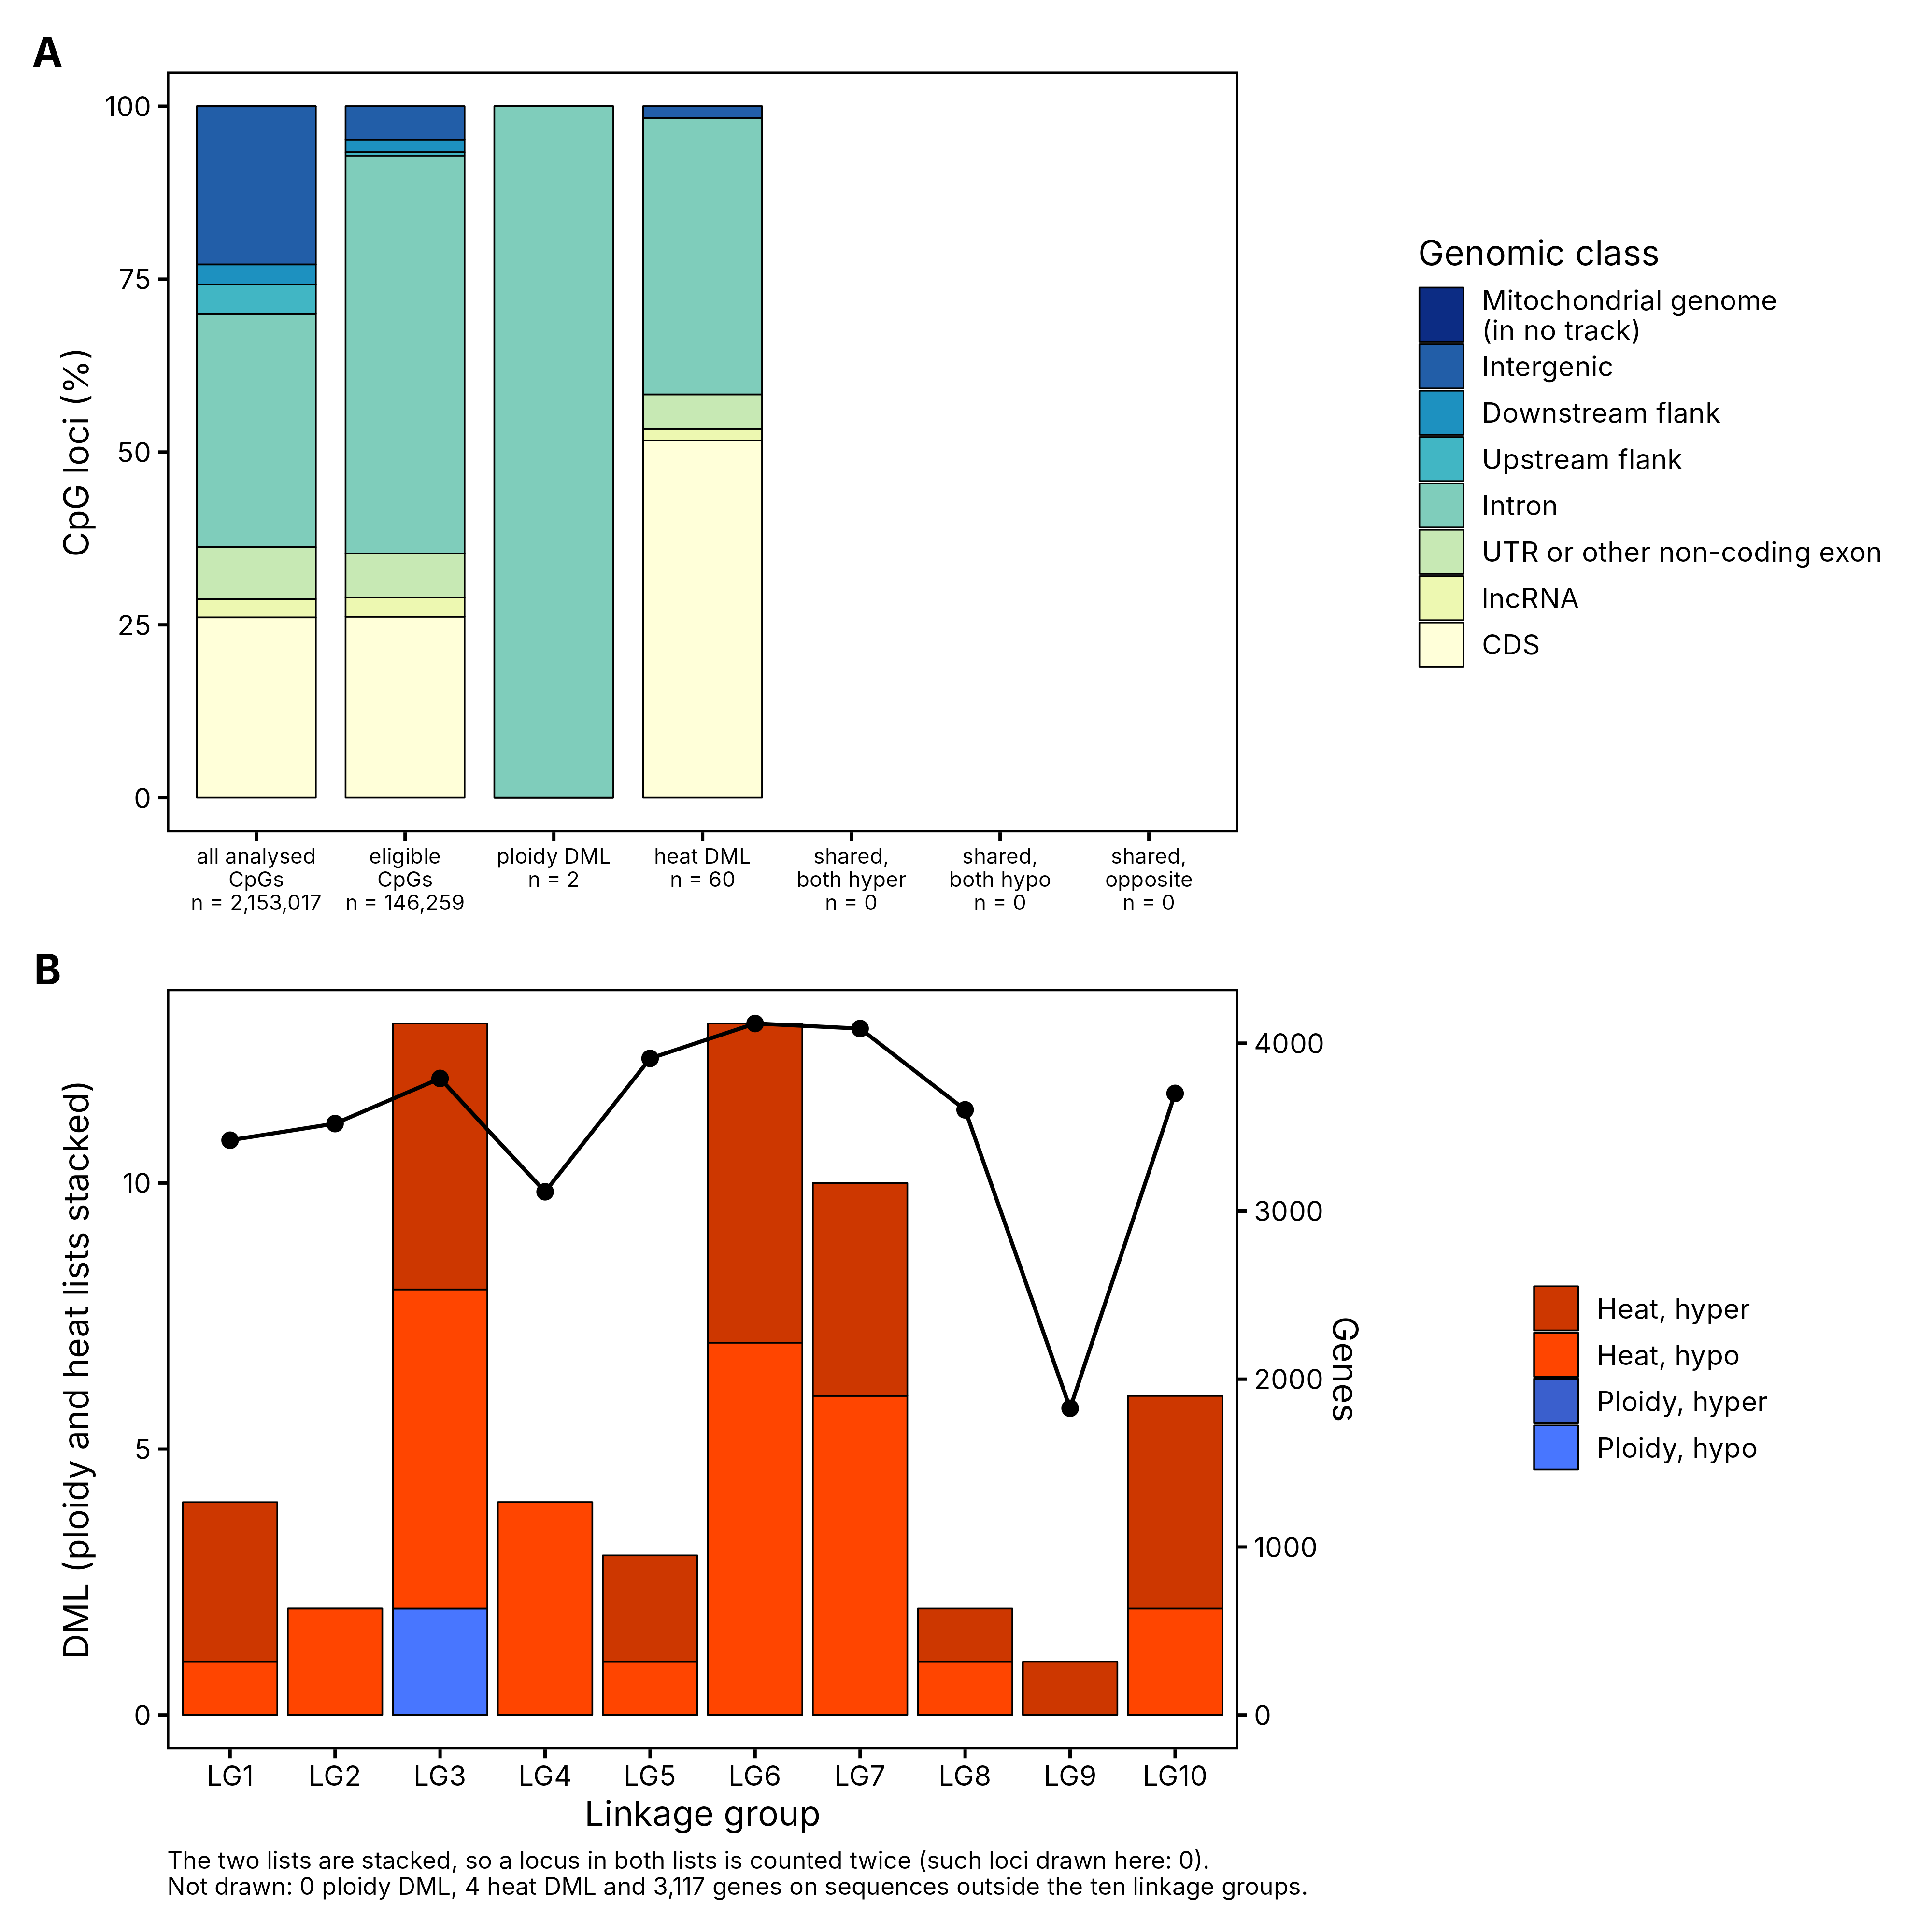 A
100
75
50
25
0
CpG loci (%)
all analysed
CpGs
n = 2,153,017
eligible
CpGs
n = 146,259
ploidy DML
n = 2
heat DML
n = 60
shared,
both hyper
n = 0
shared,
both hypo
n = 0
shared,
opposite
n = 0
Genomic class
Mitochondrial genome
(in no track)
Intergenic
Downstream flank
Upstream flank
Intron
UTR or other non-coding exon
lncRNA
CDS
B
10
5
0
DML (ploidy and heat lists stacked)
4000
3000
2000
1000
0
Genes
LG1
LG2
LG3
LG4
LG5
LG6
LG7
LG8
LG9
LG10
Linkage group
Heat, hyper
Heat, hypo
Ploidy, hyper
Ploidy, hypo
The two lists are stacked, so a locus in both lists is counted twice (such loci drawn here: 0).
Not drawn: 0 ploidy DML, 4 heat DML and 3,117 genes on sequences outside the ten linkage groups.